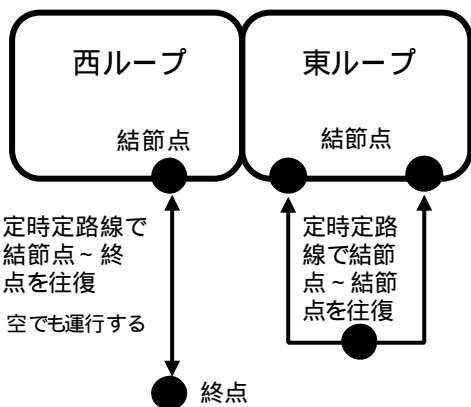 西ループ
東ループ
結節点
結節点
定時定路線で
結節点~終
点を往復
空でも運行する
定時定路
線で結節
点~結節
点を往復
終点